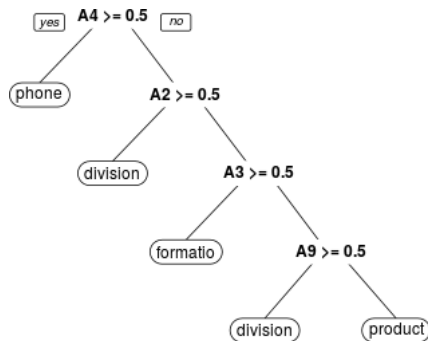 yes A4 >= 0.5 no
phone
A2 >= 0.5
division
A3 >= 0.5
formatio
A9 >= 0.5
division product